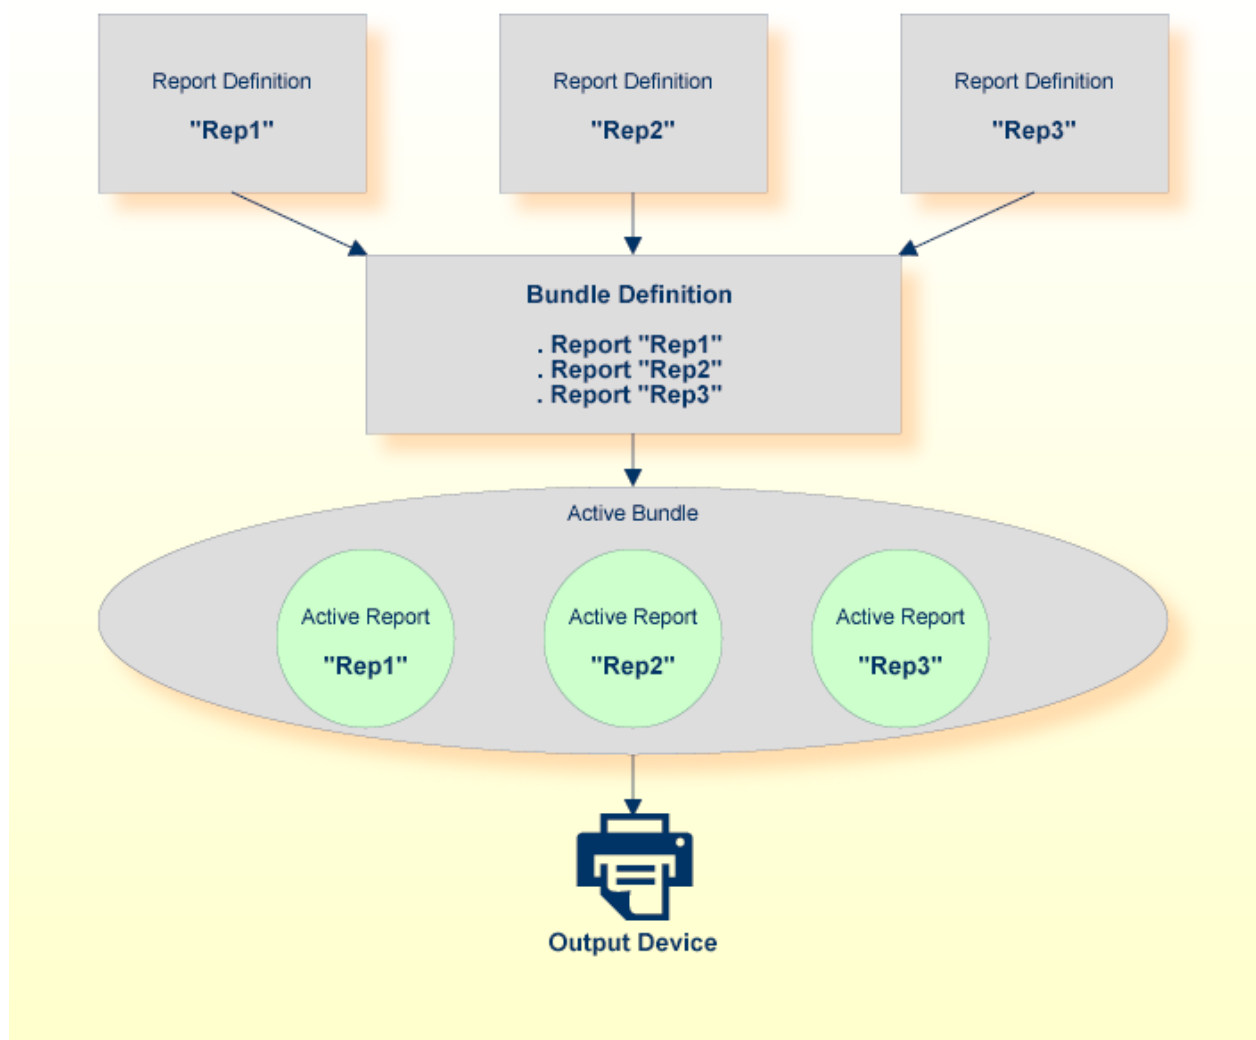 Report Definition
"Rep1"
Report Definition
"Rep2"
Report Definition
"Rep3"
Bundle Definition
. Report "Rep1"
. Report "Rep2"
. Report "Rep3"
Active Bundle
Active Report
"Rep1"
Active Report
"Rep2"
Active Report
"Rep3"
Output Device